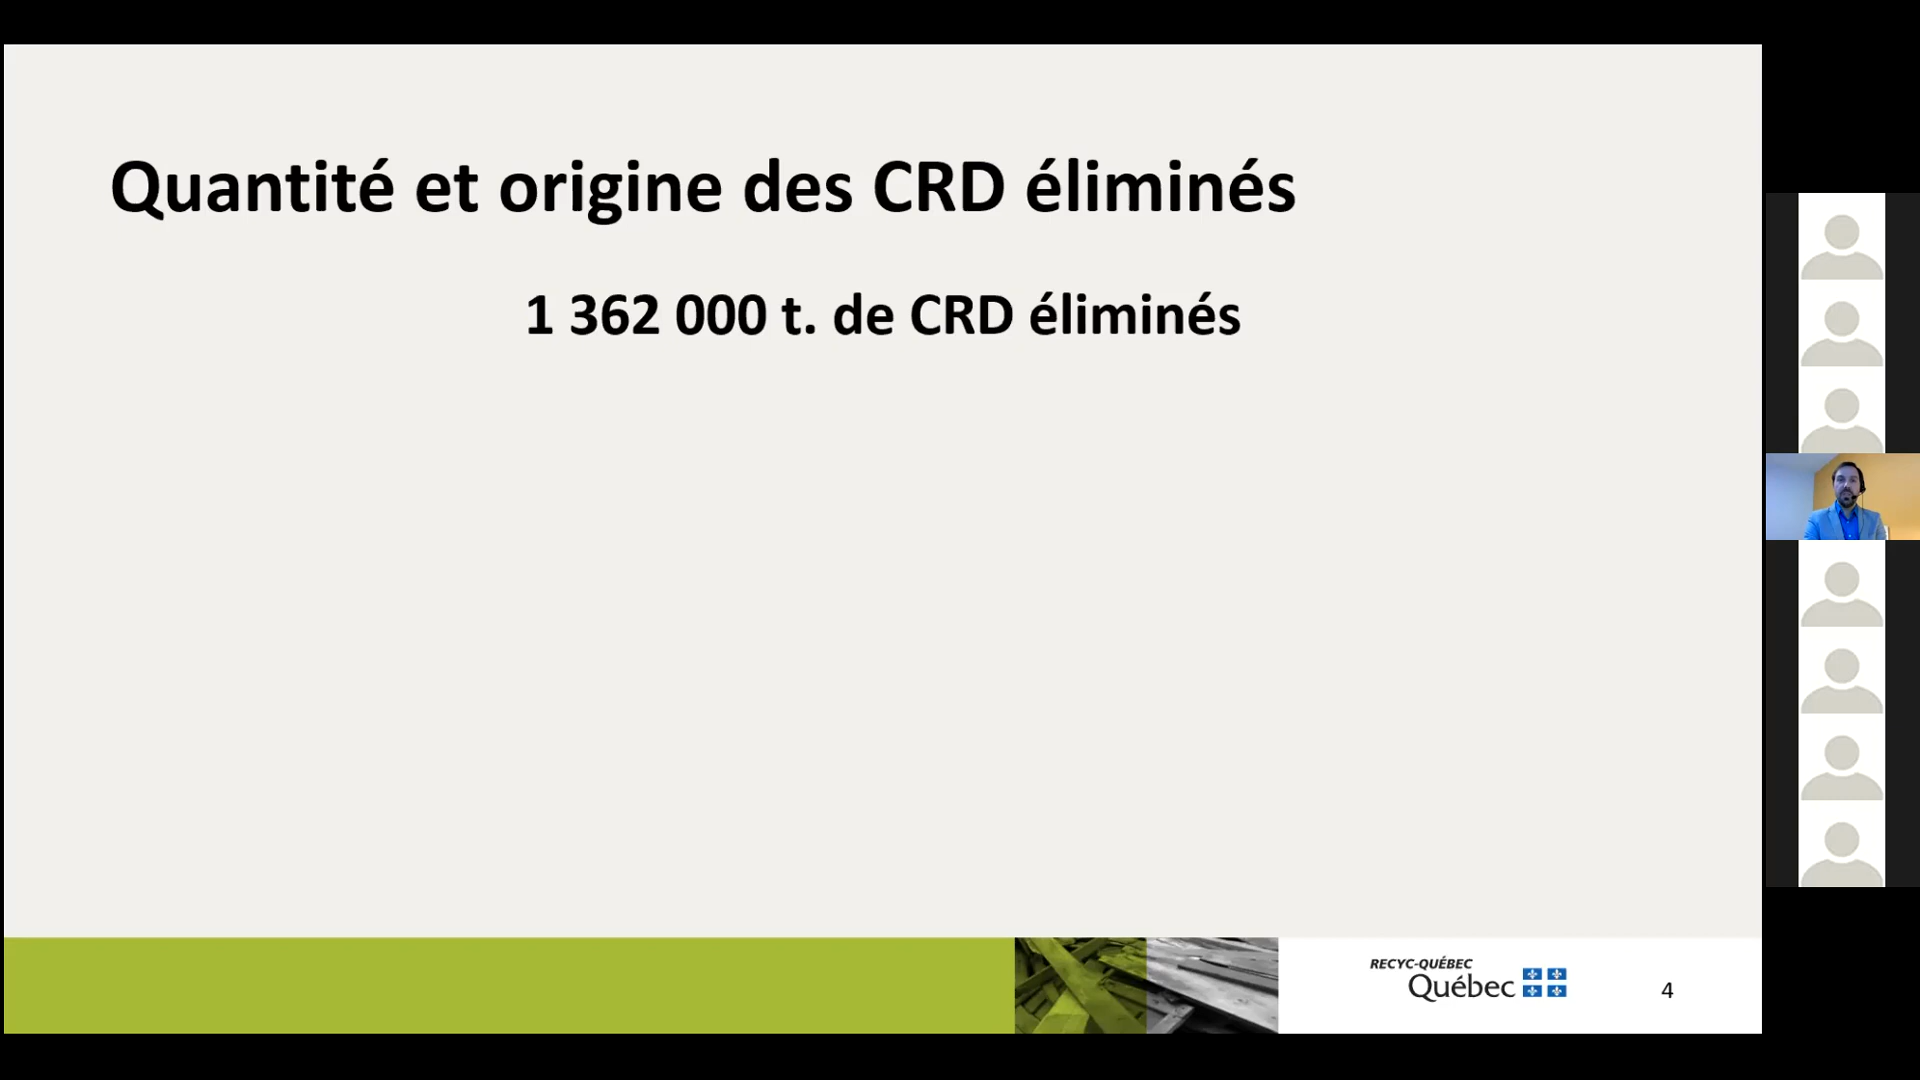 Quantité et origine des CRD éliminés
1 362 000 t. de CRD éliminés
RECYC-QUÉBEC
Québec
4